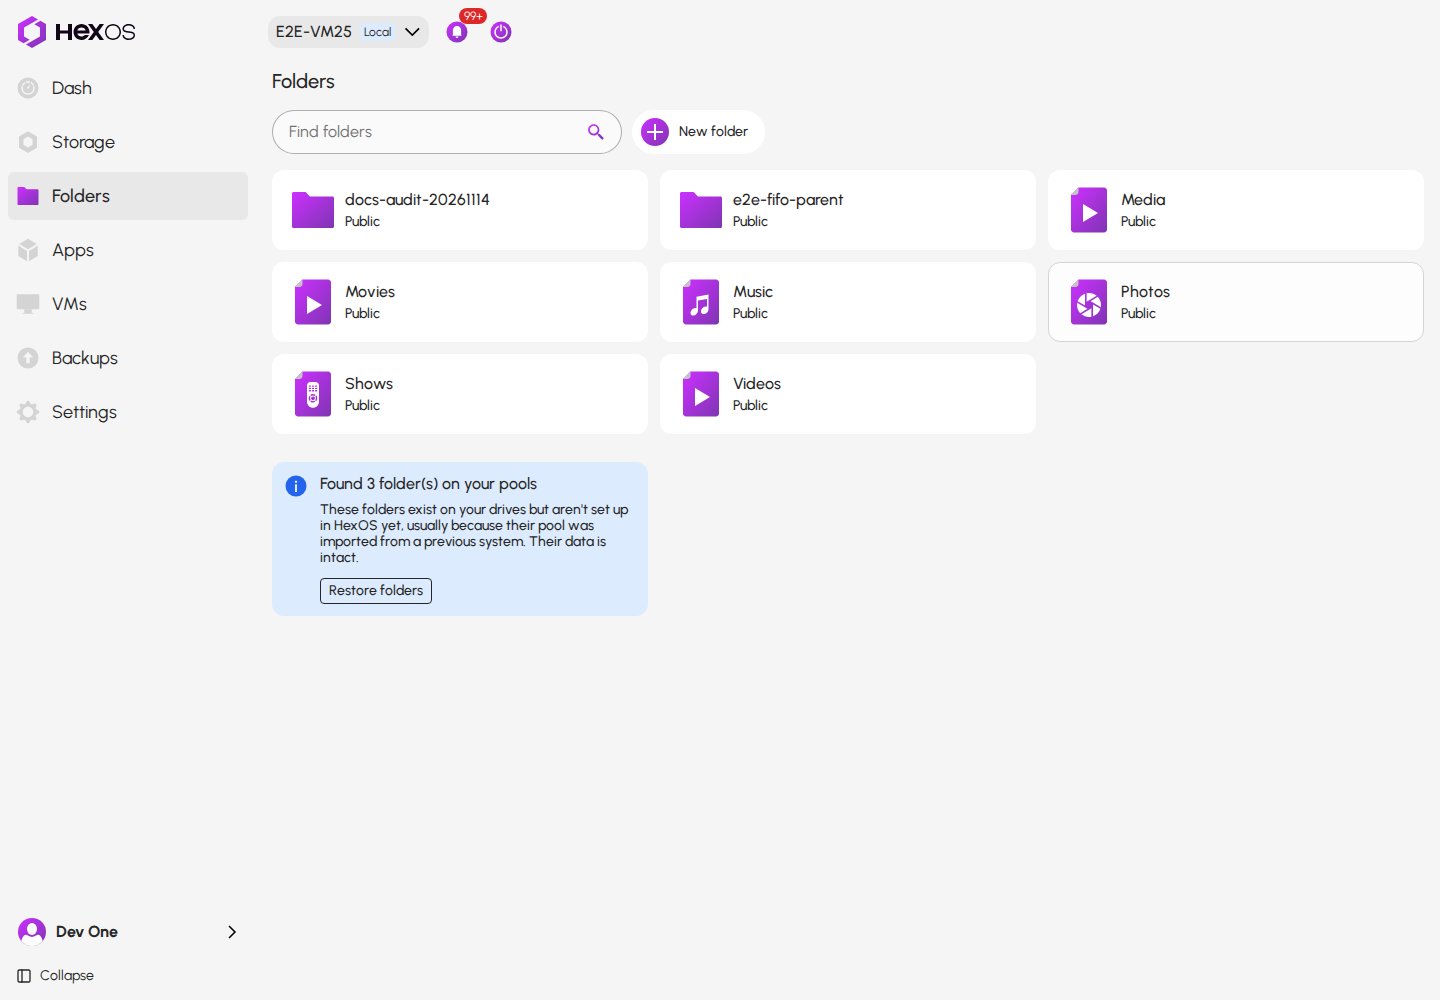 HexOS
E2E-VM25 Local
99+
Dash
Storage
Folders
Apps
VMs
Backups
Settings
Folders
Find folders
New folder
docs-audit-20261114
Public
e2e-fifo-parent
Public
Media
Public
Movies
Public
Music
Public
Photos
Public
Shows
Public
Videos
Public
Found 3 folder(s) on your pools
These folders exist on your drives but aren't set up
in HexOS yet, usually because their pool was
imported from a previous system. Their data is
intact.
Restore folders
Dev One
Collapse